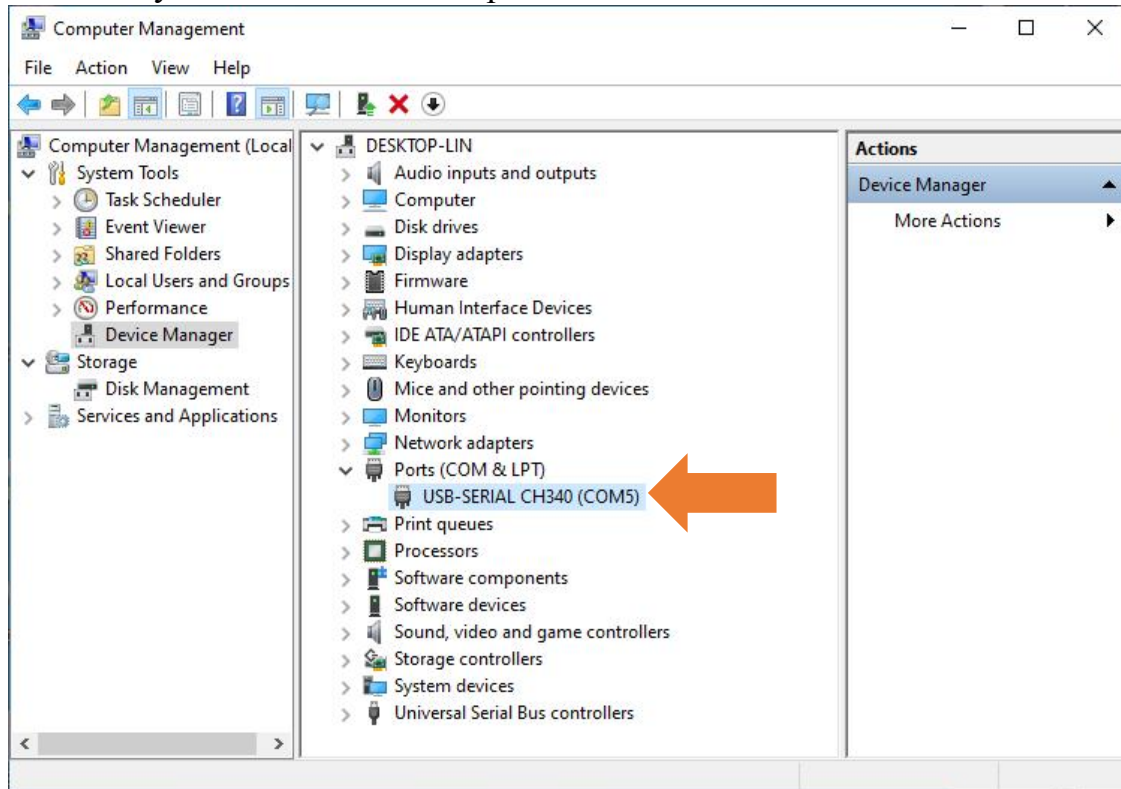 Computer Management
File Action View Help
Computer Management (Local
System Tools
Task Scheduler
Event Viewer
Shared Folders
Local Users and Groups
Performance
Device Manager
Storage
Disk Management
Services and Applications
DESKTOP-LIN
Audio inputs and outputs
Computer
Disk drives
Display adapters
Firmware
Human Interface Devices
IDE ATA/ATAPI controllers
Keyboards
Mice and other pointing devices
Monitors
Network adapters
Ports (COM & LPT)
USB-SERIAL CH340 (COM5)
Print queues
Processors
Software components
Software devices
Sound, video and game controllers
Storage controllers
System devices
Universal Serial Bus controllers
Actions
Device Manager
More Actions